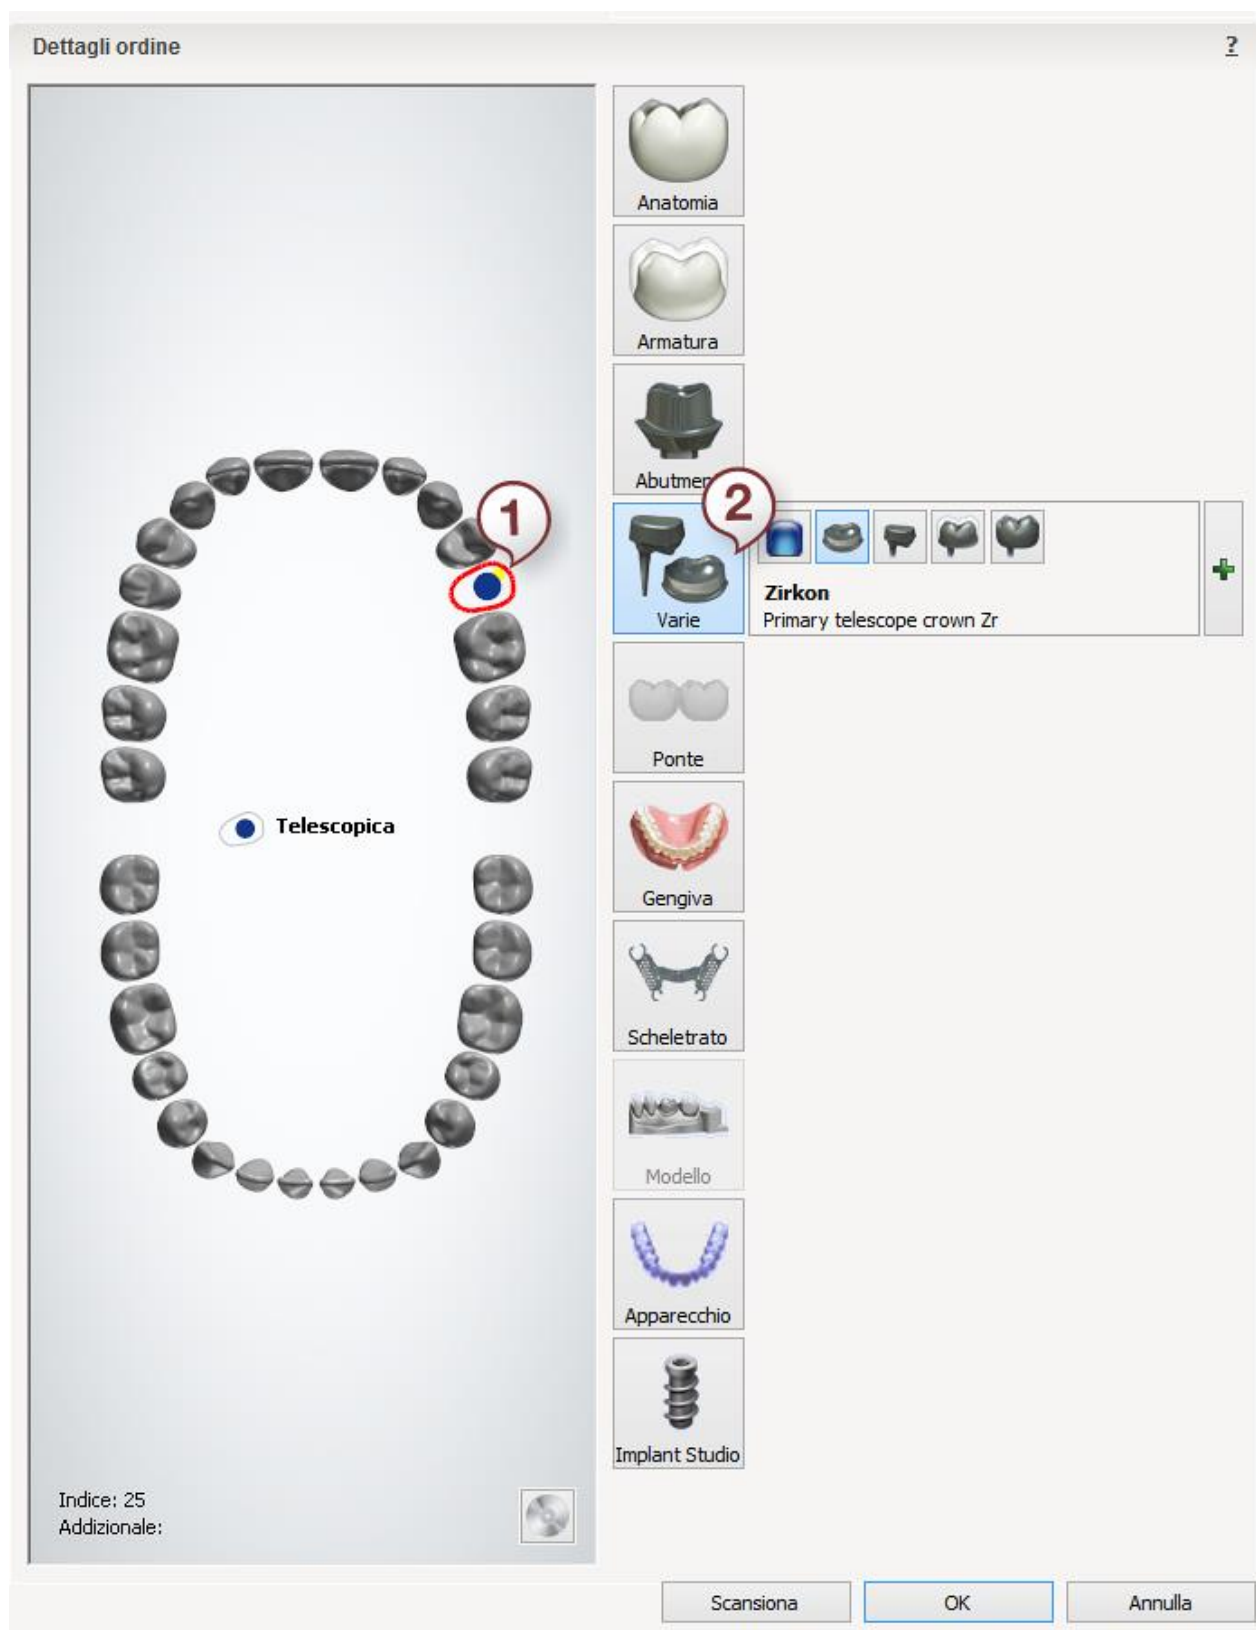 Dettagli ordine
?
Anatomia
Armatura
Abutmen
1
2
Varie
Zirkon
Primary telescope crown Zr
Ponte
Telescopica
Gengiva
Scheletrato
Modello
Apparecchio
Implant Studio
Indice: 25
Addizionale:
Scansiona
OK
Annulla